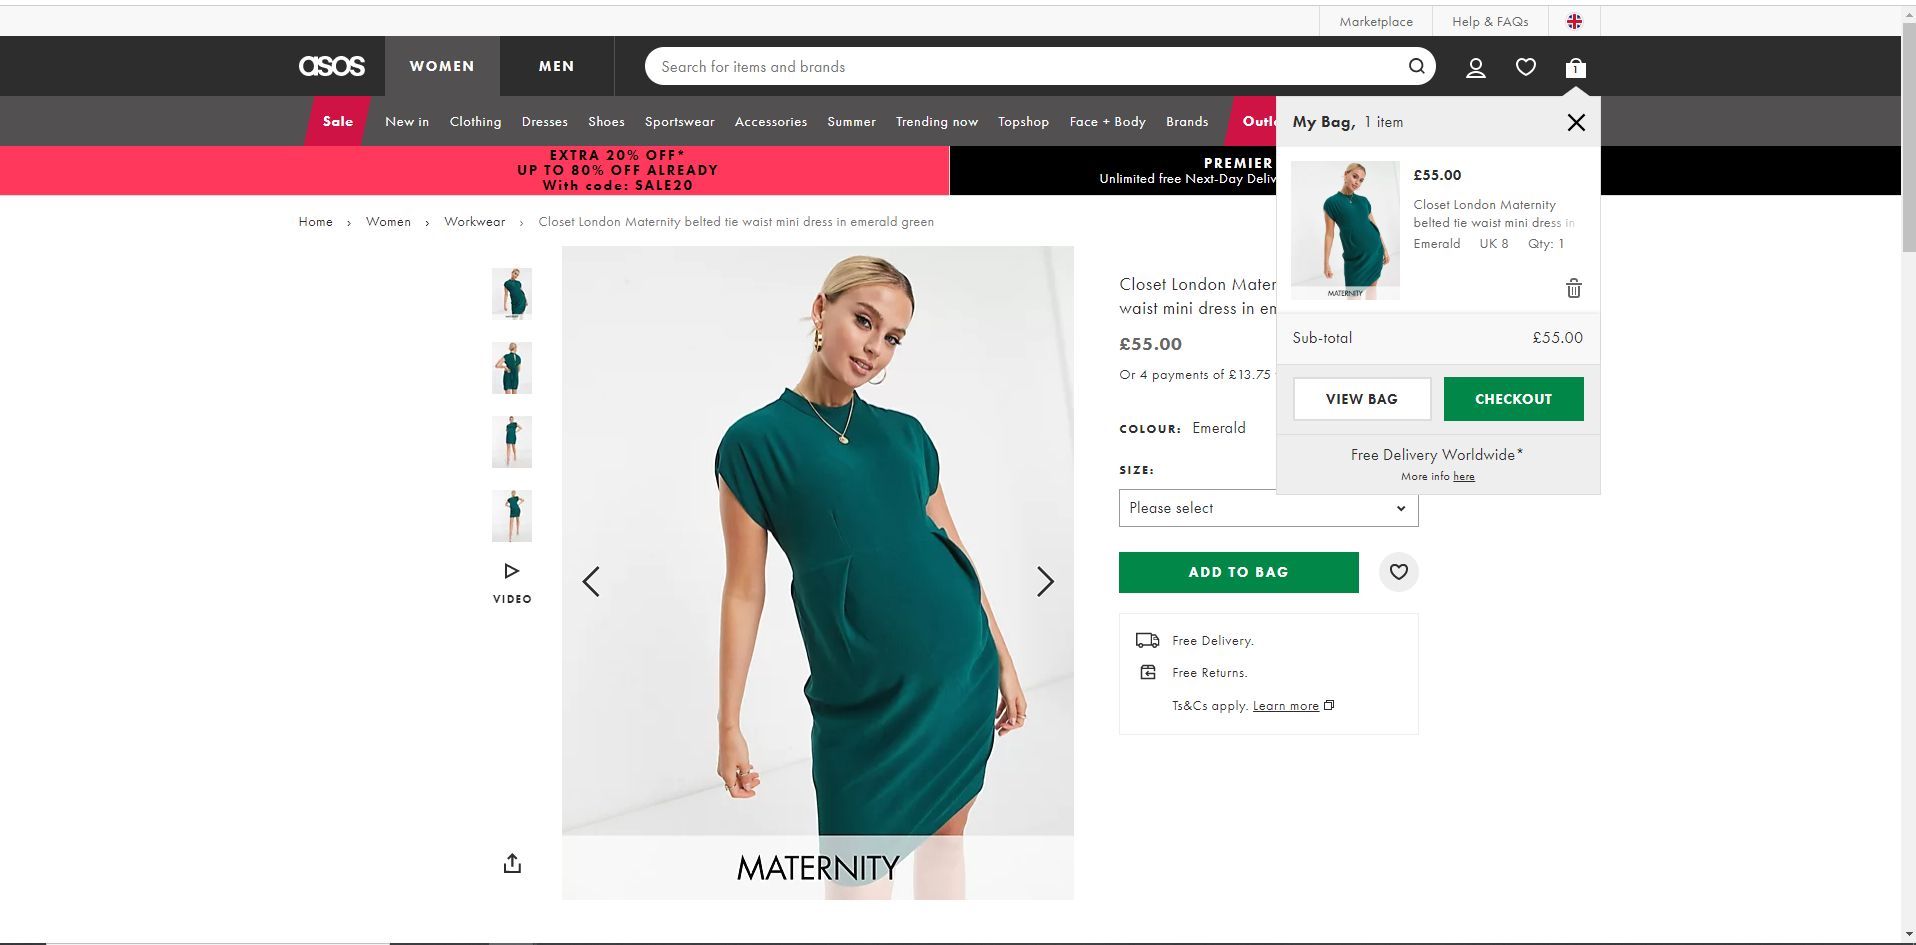 Marketplace
Help & FAQs
asos
WOMEN
MEN
Search for items and brands
1
Sale
New in
Clothing
Dresses
Shoes
Sportswear
Accessories
Summer
Trending now
Topshop
Face + Body
Brands
Outle
EXTRA 20% OFF*
UP TO 80% OFF ALREADY
With code: SALE20
PREMIER
Unlimited free Next-Day Deliv
My Bag, 1 item
£55.00
Closet London Maternity
belted tie waist mini dress in
Emerald UK 8 Qty: 1
MATERNITY
Sub-total £55.00
VIEW BAG
CHECKOUT
Free Delivery Worldwide*
More info here
Home › Women › Workwear › Closet London Maternity belted tie waist mini dress in emerald green
VIDEO
MATERNITY
Closet London Mater
waist mini dress in em
£55.00
Or 4 payments of £13.75
COLOUR: Emerald
SIZE:
Please select
ADD TO BAG
Free Delivery.
Free Returns.
Ts&Cs apply. Learn more